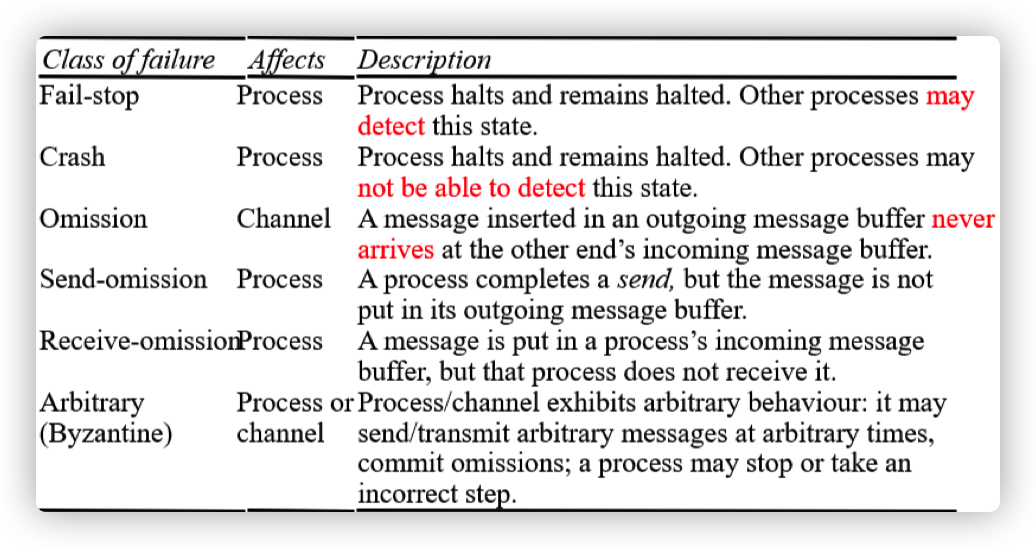 Class of failure Affects Description
Fail-stop Process Process halts and remains halted. Other processes may
detect this state.
Crash Process Process halts and remains halted. Other processes may
not be able to detect this state.
Omission Channel A message inserted in an outgoing message buffer never
arrives at the other end’s incoming message buffer.
Send-omission Process A process completes a send, but the message is not
put in its outgoing message buffer.
Receive-omission Process A message is put in a process’s incoming message
buffer, but that process does not receive it.
Arbitrary Process or Process/channel exhibits arbitrary behaviour: it may
(Byzantine) channel send/transmit arbitrary messages at arbitrary times,
commit omissions; a process may stop or take an
incorrect step.